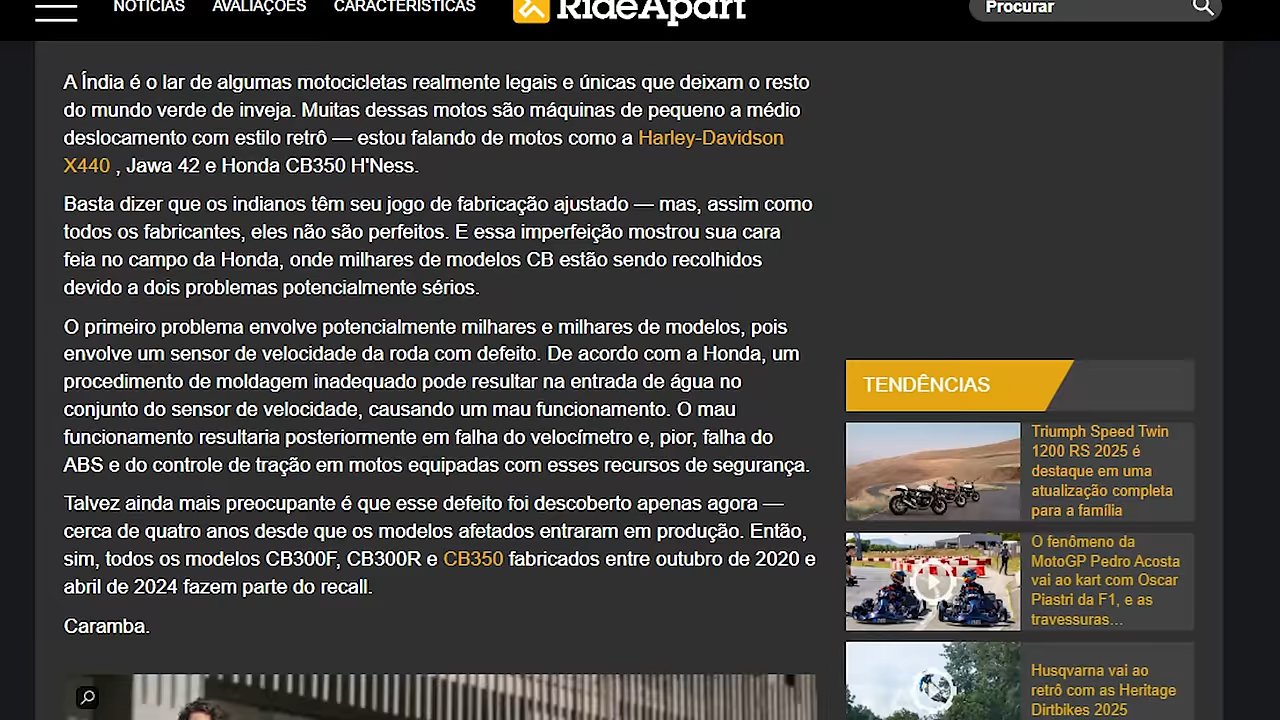 NOTÍCIAS AVALIAÇÕES CARACTERÍSTICAS RideApart Procurar
A Índia é o lar de algumas motocicletas realmente legais e únicas que deixam o resto
do mundo verde de inveja. Muitas dessas motos são máquinas de pequeno a médio
deslocamento com estilo retrô — estou falando de motos como a Harley-Davidson
X440 , Jawa 42 e Honda CB350 H'Ness.
Basta dizer que os indianos têm seu jogo de fabricação ajustado — mas, assim como
todos os fabricantes, eles não são perfeitos. E essa imperfeição mostrou sua cara
feia no campo da Honda, onde milhares de modelos CB estão sendo recolhidos
devido a dois problemas potencialmente sérios.
O primeiro problema envolve potencialmente milhares e milhares de modelos, pois
envolve um sensor de velocidade da roda com defeito. De acordo com a Honda, um
procedimento de moldagem inadequado pode resultar na entrada de água no
conjunto do sensor de velocidade, causando um mau funcionamento. O mau
funcionamento resultaria posteriormente em falha do velocímetro e, pior, falha do
ABS e do controle de tração em motos equipadas com esses recursos de segurança.
Talvez ainda mais preocupante é que esse defeito foi descoberto apenas agora —
cerca de quatro anos desde que os modelos afetados entraram em produção. Então,
sim, todos os modelos CB300F, CB300R e CB350 fabricados entre outubro de 2020 e
abril de 2024 fazem parte do recall.
Caramba.
TENDÊNCIAS
Triumph Speed Twin
1200 RS 2025 é
destaque em uma
atualização completa
para a família
O fenômeno da
MotoGP Pedro Acosta
vai ao kart com Oscar
Piastri da F1, e as
travessuras...
Husqvarna vai ao
retrô com as Heritage
Dirtbikes 2025